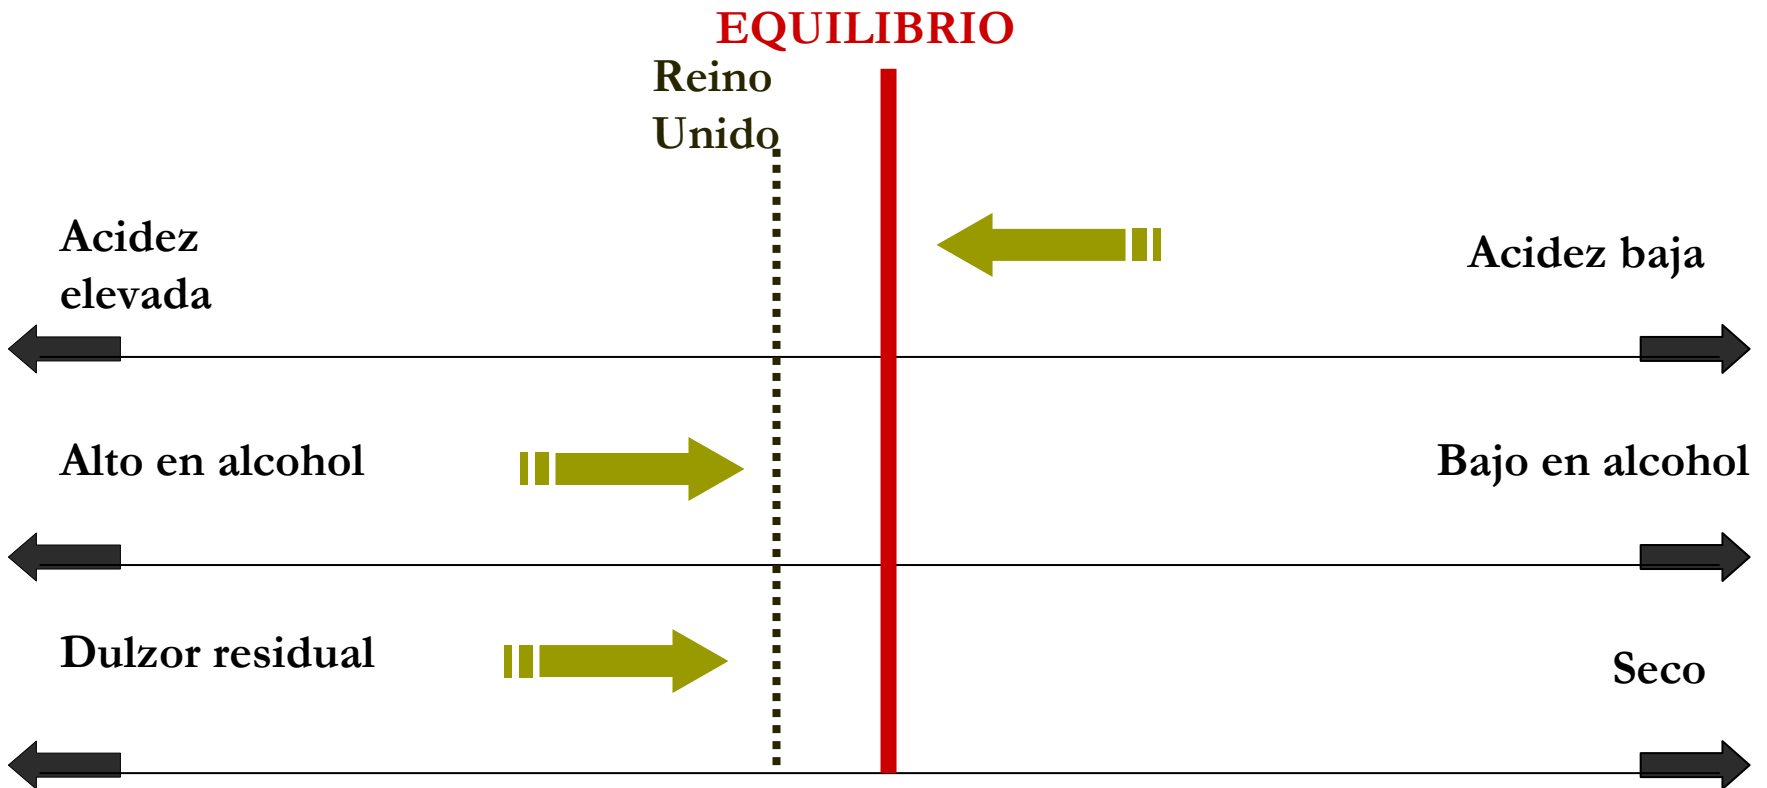 EQUILIBRIO
Reino
Unido
Acidez
elevada
Acidez baja
Alto en alcohol
Bajo en alcohol
Dulzor residual
Seco